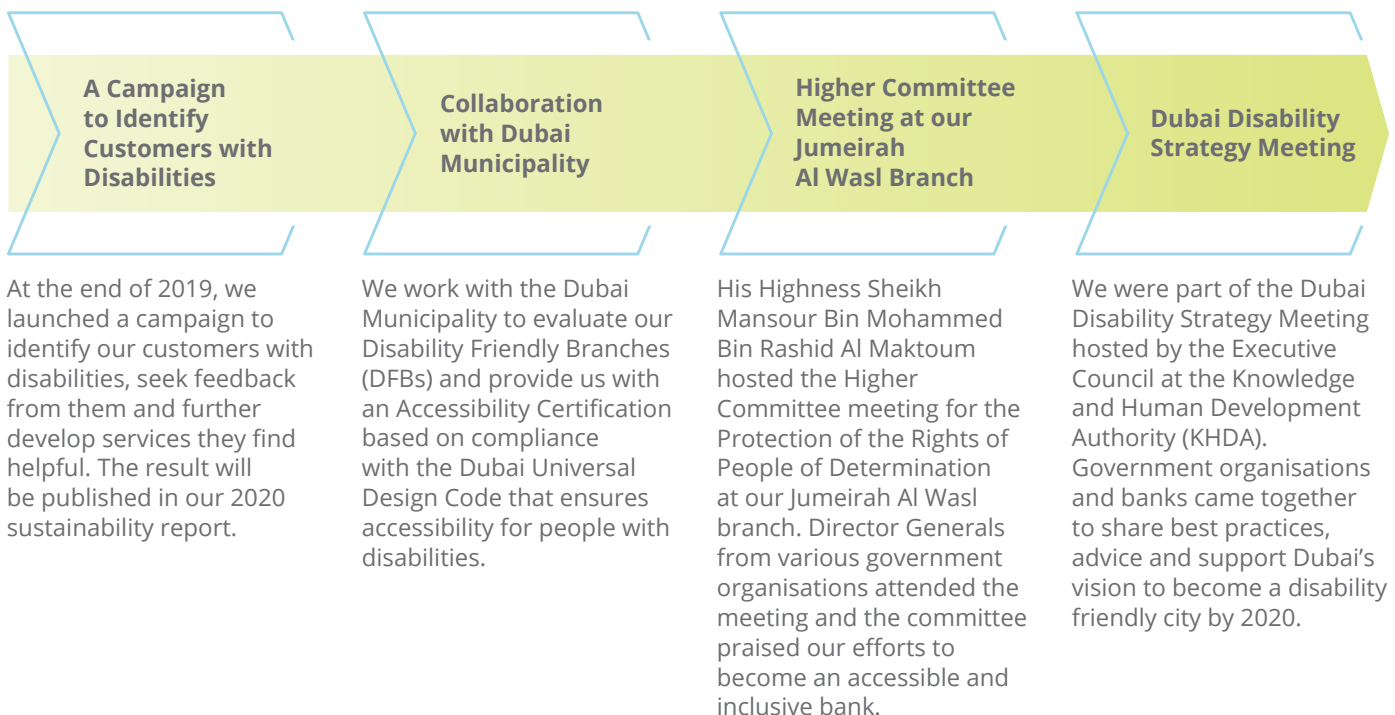 A Campaign
to Identify
Customers with
Disabilities
At the end of 2019, we
launched a campaign to
identify our customers with
disabilities, seek feedback
from them and further
develop services they find
helpful. The result will
be published in our 2020
sustainability report.
Collaboration
with Dubai
Municipality
We work with the Dubai
Municipality to evaluate our
Disability Friendly Branches
(DFBs) and provide us with
an Accessibility Certification
based on compliance
with the Dubai Universal
Design Code that ensures
accessibility for people with
disabilities.
Higher Committee
Meeting at our
Jumeirah
Al Wasl Branch
His Highness Sheikh
Mansour Bin Mohammed
Bin Rashid Al Maktoum
hosted the Higher
Committee meeting for the
Protection of the Rights of
People of Determination
at our Jumeirah Al Wasl
branch. Director Generals
from various government
organisations attended the
meeting and the committee
praised our efforts to
become an accessible and
inclusive bank.
Dubai Disability
Strategy Meeting
We were part of the Dubai
Disability Strategy Meeting
hosted by the Executive
Council at the Knowledge
and Human Development
Authority (KHDA).
Government organisations
and banks came together
to share best practices,
advice and support Dubai’s
vision to become a disability
friendly city by 2020.